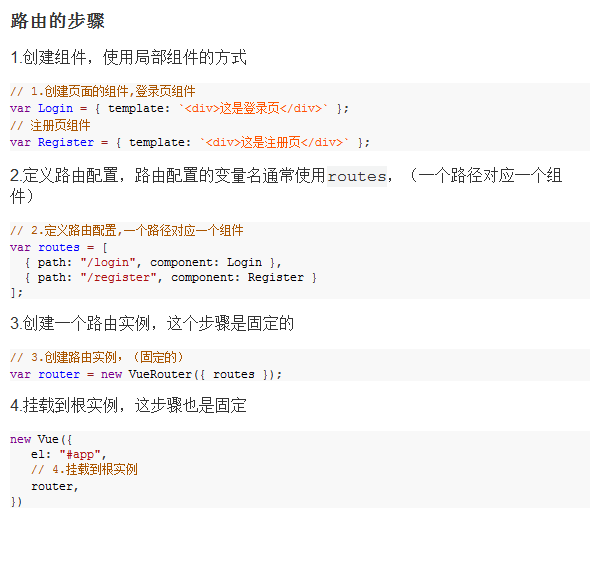 路由的步骤
1.创建组件，使用局部组件的方式
// 1.创建页面的组件,登录页组件
var Login = { template: `<div>这是登录页</div>` };
// 注册页组件
var Register = { template: `<div>这是注册页</div>` };
2.定义路由配置，路由配置的变量名通常使用routes，（一个路径对应一个组
件）
// 2.定义路由配置,一个路径对应一个组件
var routes = [
  { path: "/login", component: Login },
  { path: "/register", component: Register }
];
3.创建一个路由实例，这个步骤是固定的
// 3.创建路由实例，（固定的）
var router = new VueRouter({ routes });
4.挂载到根实例，这步骤也是固定
new Vue({
   el: "#app",
   // 4.挂载到根实例
   router,
})